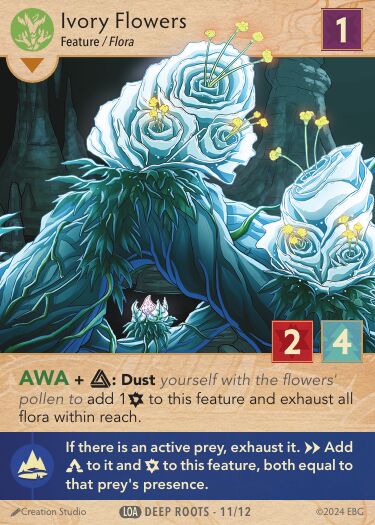 Ivory Flowers
Feature / Flora
1
2 4
AWA + : Dust yourself with the flowers'
pollen to add 1 to this feature and exhaust all
flora within reach.
If there is an active prey, exhaust it. Add
to it and to this feature, both equal to
that prey's presence.
Creation Studio LOA DEEP ROOTS - 11/12 ©2024 EBG